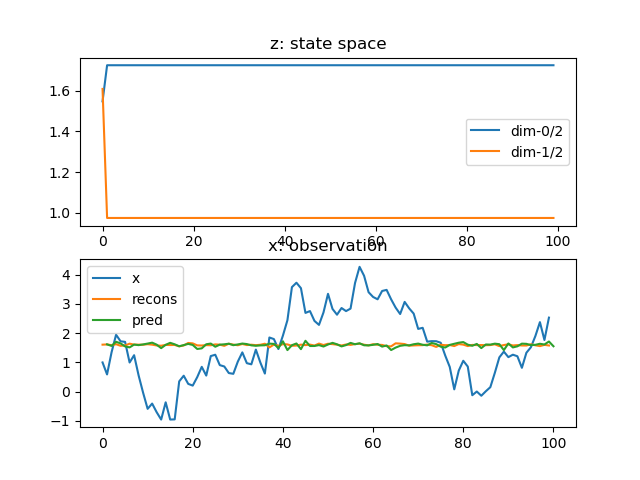 z: state space
1.6
1.4
1.2
1.0
dim-0/2
dim-1/2
0 20 40 60 80 100
x: observation
4
3
2
1
0
−1
x
recons
pred
0 20 40 60 80 100